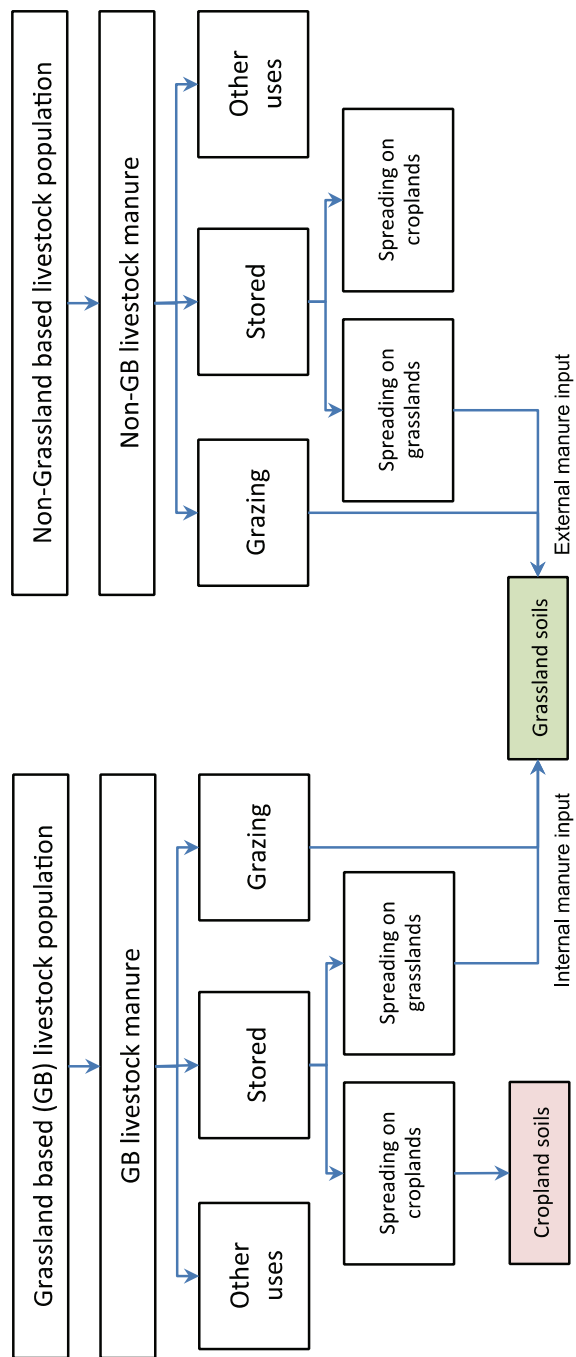 Grassland based (GB) livestock population
GB livestock manure
Other
uses
Stored
Grazing
Spreading on
croplands
Spreading on
grasslands
Cropland soils
Internal manure input
Grassland soils
Non-Grassland based livestock population
Non-GB livestock manure
Grazing
Stored
Other
uses
Spreading on
grasslands
Spreading on
croplands
External manure input